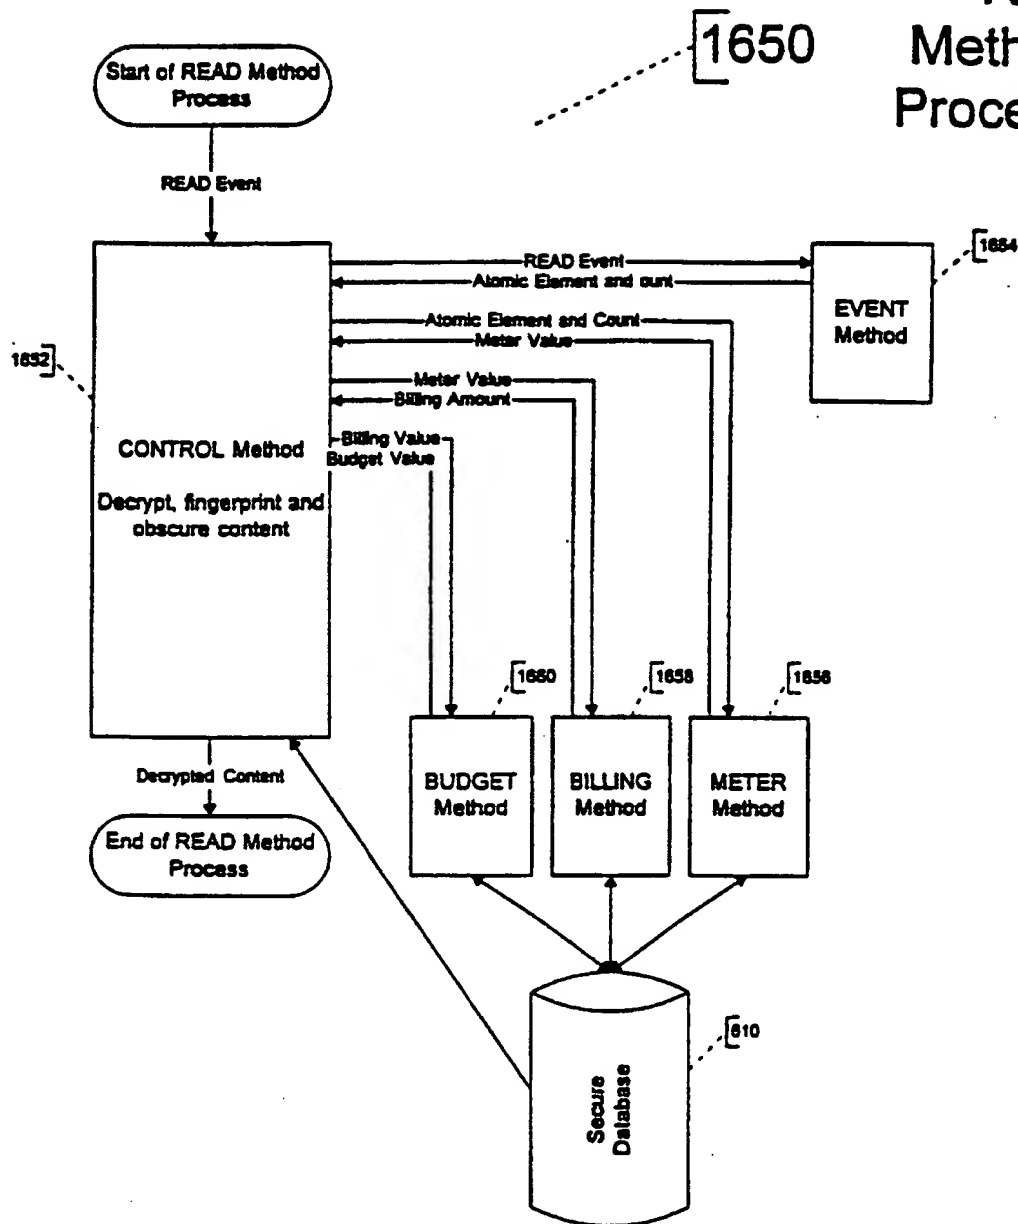 1650
Meth
Proce
Start of READ Method
Process
READ Event
READ Event
Atomic Element and ount
1654
EVENT
Method
Atomic Element and Count
Meter Value
1652
Meter Value
Billing Amount
Billing Value
Budget Value
CONTROL Method
Decrypt, fingerprint and
obscure content
1660
1658
1656
Decrypted Content
BUDGET
Method
BILLING
Method
METER
Method
End of READ Method
Process
610
Secure
Database